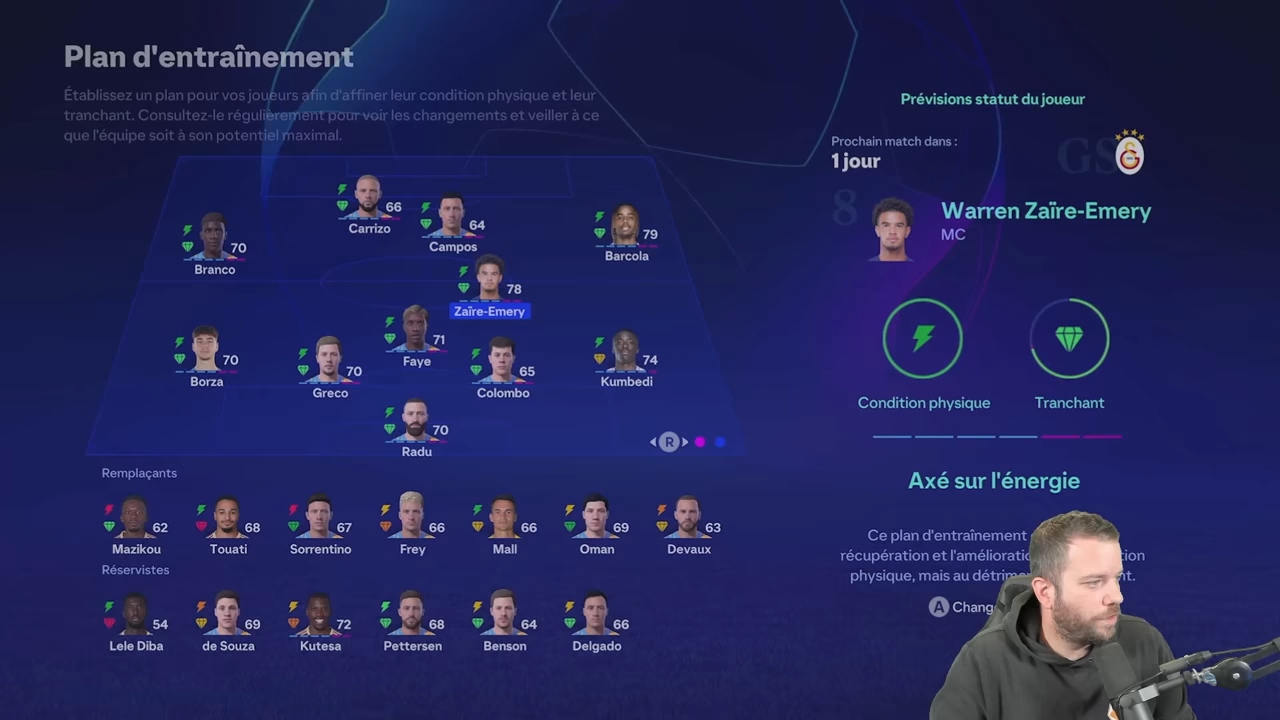 Plan d'entraînement
Établissez un plan pour vos joueurs afin d'affiner leur condition physique et leur
tranchant. Consultez-le régulièrement pour voir les changements et veiller à ce
que l'équipe soit à son potentiel maximal.
Prévisions statut du joueur
Prochain match dans :
1 jour
GS
8
Warren Zaïre-Emery
MC
66
Carrizo
64
Campos
79
Barcola
70
Branco
78
Zaïre-Emery
71
Faye
70
Borza
70
Greco
65
Colombo
74
Kumbedi
70
Radu
R
Condition physique
Tranchant
Axé sur l'énergie
Ce plan d'entraînement
récupération et
physique, mais au
A
Remplaçants
62
Mazikou
68
Touati
67
Sorrentino
66
Frey
66
Mall
69
Oman
63
Devaux
Réservistes
54
Lele Diba
69
de Souza
72
Kutesa
68
Pettersen
64
Benson
66
Delgado